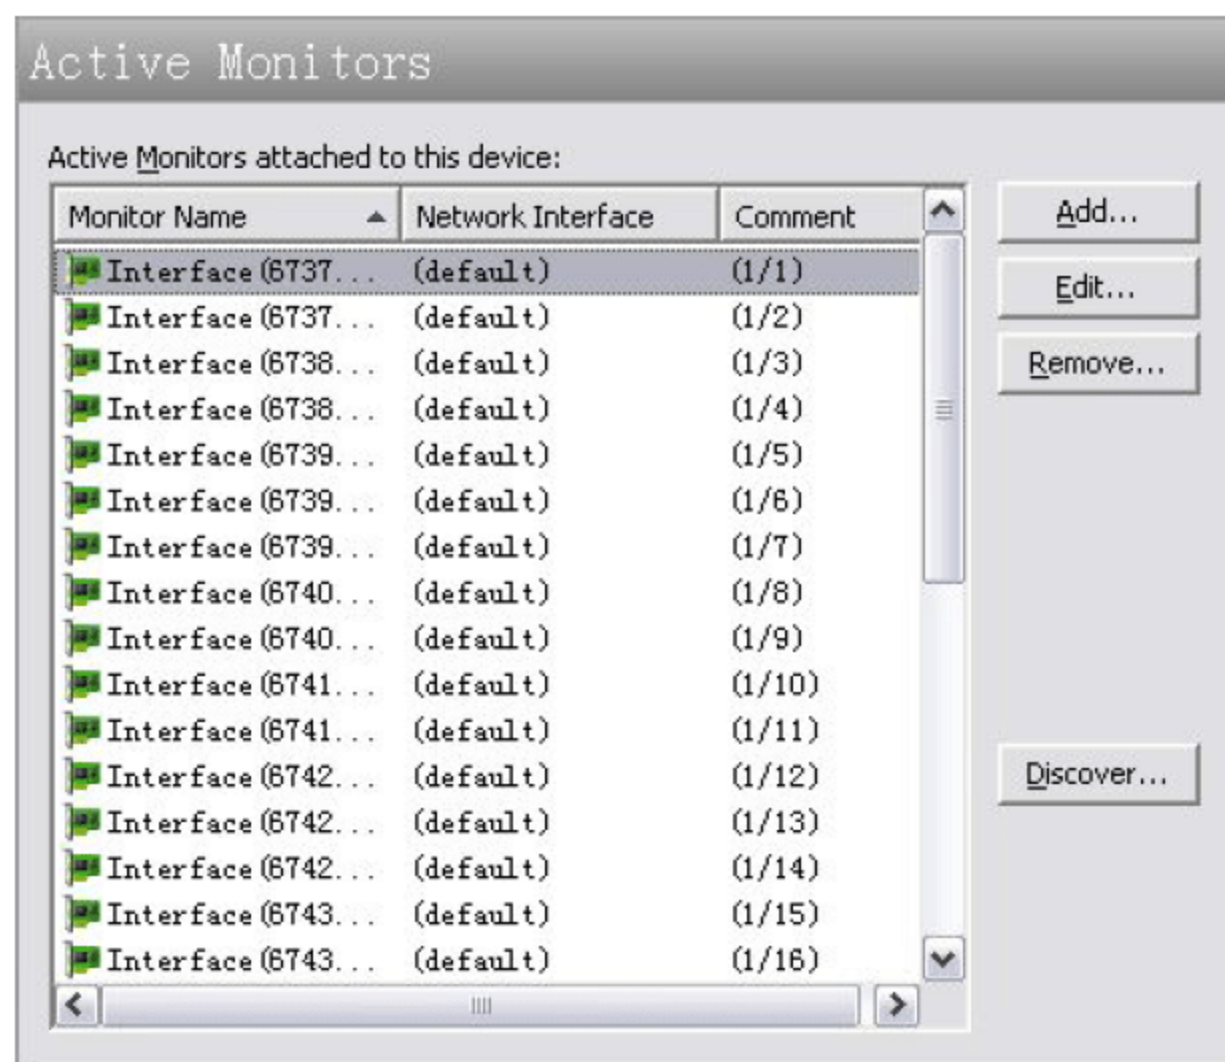 Active Monitors
Active Monitors attached to this device:
Monitor Name Network Interface Comment
Interface(6737... (default) (1/1)
Interface(6737... (default) (1/2)
Interface(6738... (default) (1/3)
Interface(6738... (default) (1/4)
Interface(6739... (default) (1/5)
Interface(6739... (default) (1/6)
Interface(6739... (default) (1/7)
Interface(6740... (default) (1/8)
Interface(6740... (default) (1/9)
Interface(6741... (default) (1/10)
Interface(6741... (default) (1/11)
Interface(6742... (default) (1/12)
Interface(6742... (default) (1/13)
Interface(6742... (default) (1/14)
Interface(6743... (default) (1/15)
Interface(6743... (default) (1/16)
Add...
Edit...
Remove...
Discover...